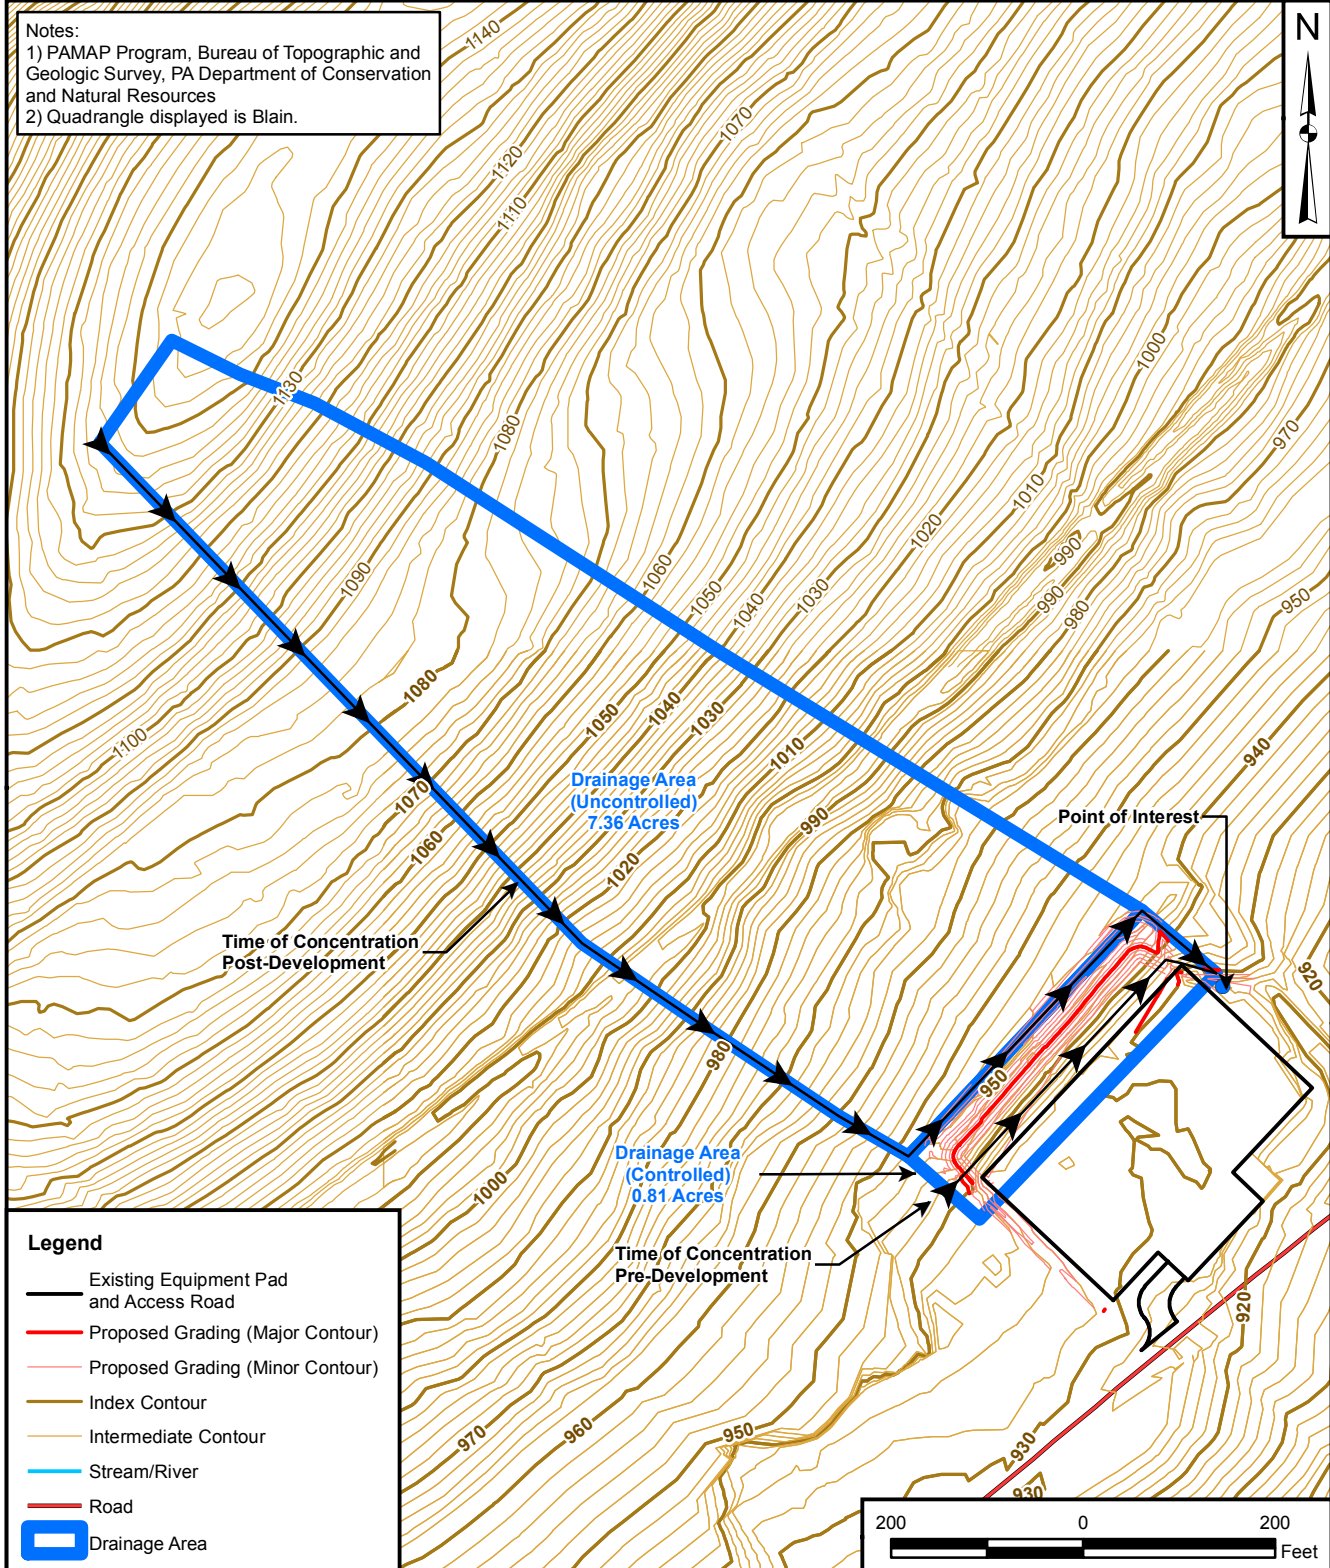 Notes:
1) PAMAP Program, Bureau of Topographic and
Geologic Survey, PA Department of Conservation
and Natural Resources
2) Quadrangle displayed is Blain.
N
1140
1070
1120
1110
1000
1130
1080
970
1010
1020
990
1090
1060
1050
1040
1030
990
980
950
1080
1050
1040
1030
1100
1010
940
1070
Drainage Area
(Uncontrolled)
7.36 Acres
990
Point of Interest
1060
1020
Time of Concentration
Post-Development
920
980
950
Drainage Area
(Controlled)
0.81 Acres
1000
Time of Concentration
Pre-Development
920
970
960
950
930
930
Legend
Existing Equipment Pad
and Access Road
Proposed Grading (Major Contour)
Proposed Grading (Minor Contour)
Index Contour
Intermediate Contour
Stream/River
Road
Drainage Area
200 0 200
Feet